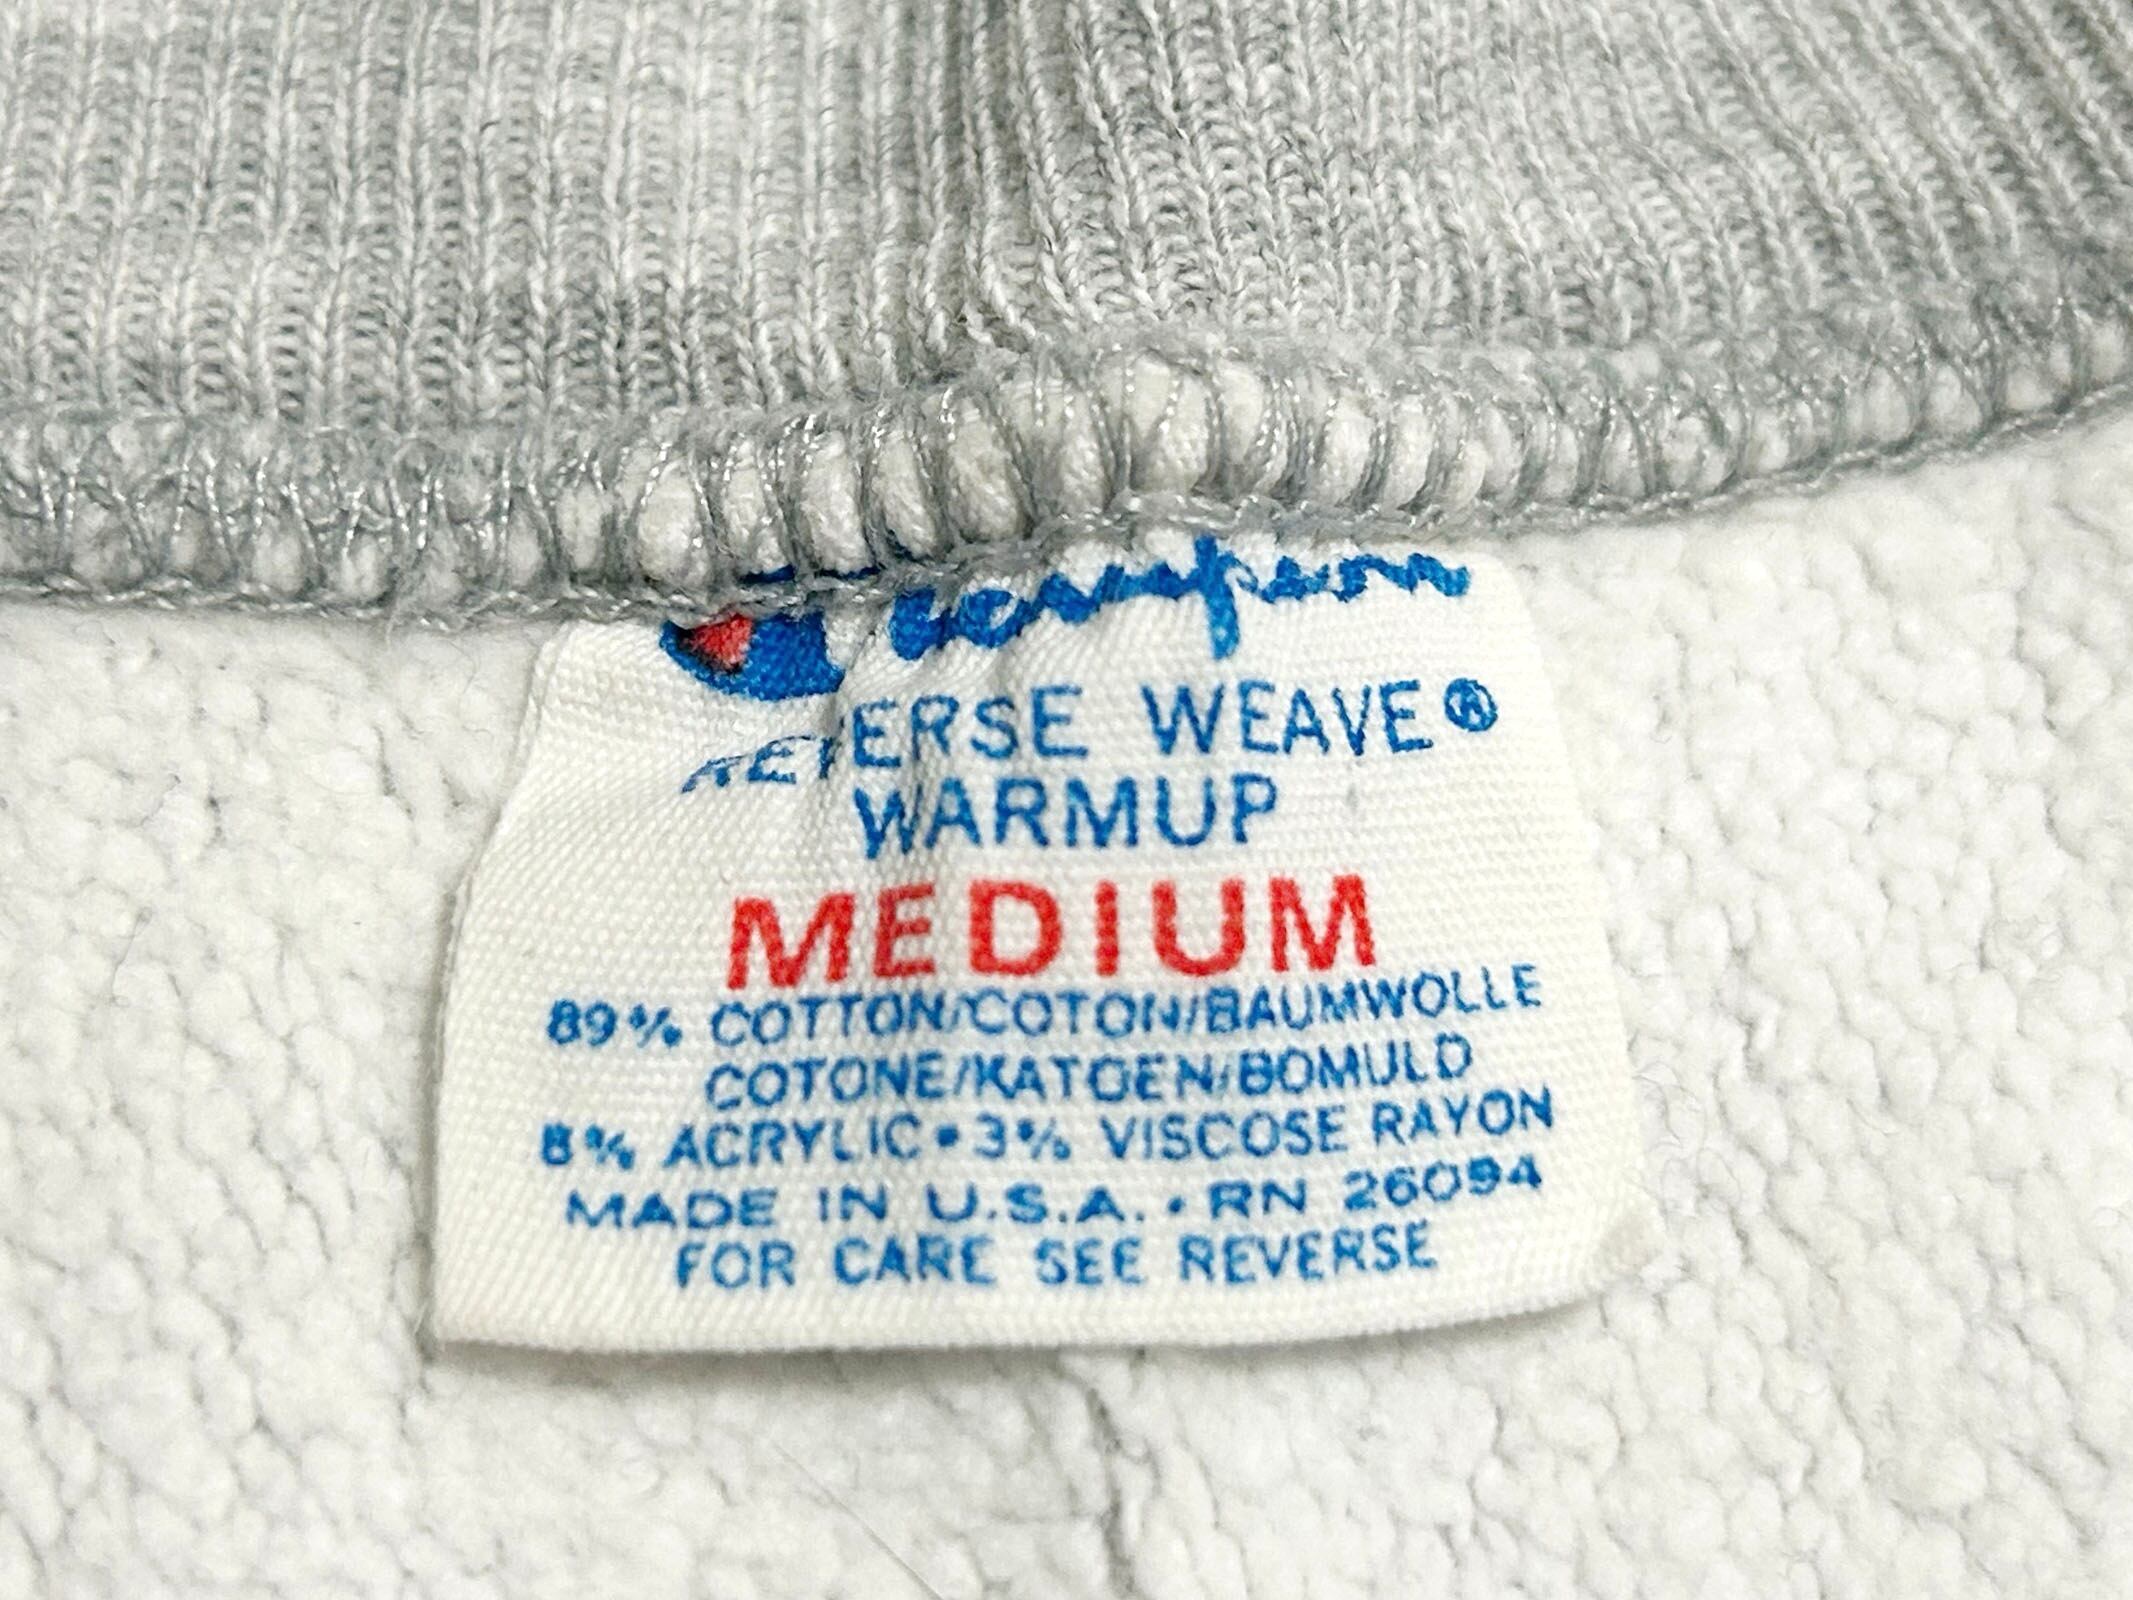 Champion
REVERSE WEAVE®
WARMUP
MEDIUM
89% COTTON/COTON/BAUMWOLLE
COTONE/KATOEN/BOMULD
8% ACRYLIC • 3% VISCOSE RAYON
MADE IN U.S.A. • RN 26094
FOR CARE SEE REVERSE